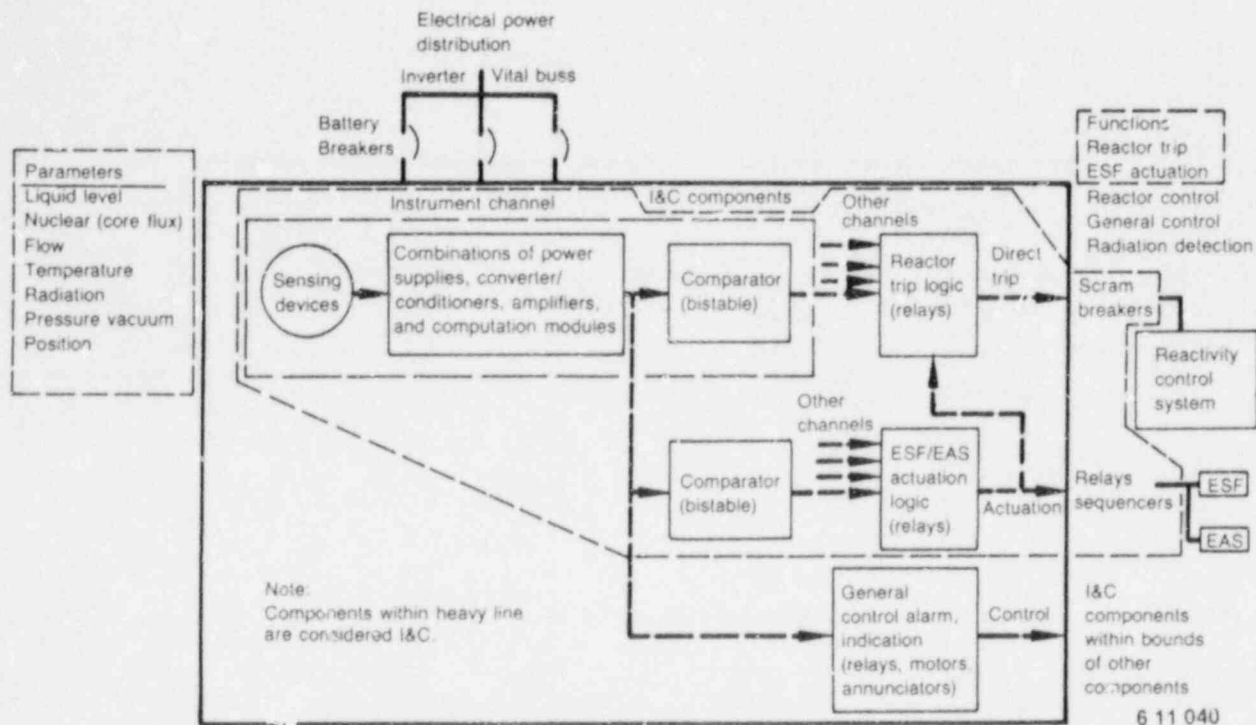 Electrical power
distribution
Inverter Vital buss
Battery
Breakers
Parameters
Liquid level
Nuclear (core flux)
Flow
Temperature
Radiation
Pressure vacuum
Position
Functions
Reactor trip
ESF actuation
Reactor control
General control
Radiation detection
Instrument channel
I&C components
Sensing
devices
Combinations of power
supplies, converter/
conditioners, amplifiers,
and computation modules
Comparator
(bistable)
Other
channels
Reactor
trip logic
(relays)
Direct
trip
Scram
breakers
Reactivity
control
system
Comparator
(bistable)
Other
channels
ESF/EAS
actuation
logic
(relays)
Actuation
Relays
sequencers
ESF
EAS
Note:
Components within heavy line
are considered I&C.
General
control alarm,
indication
(relays, motors,
annunciators)
Control
I&C
components
within bounds
of other
components
6 11 040